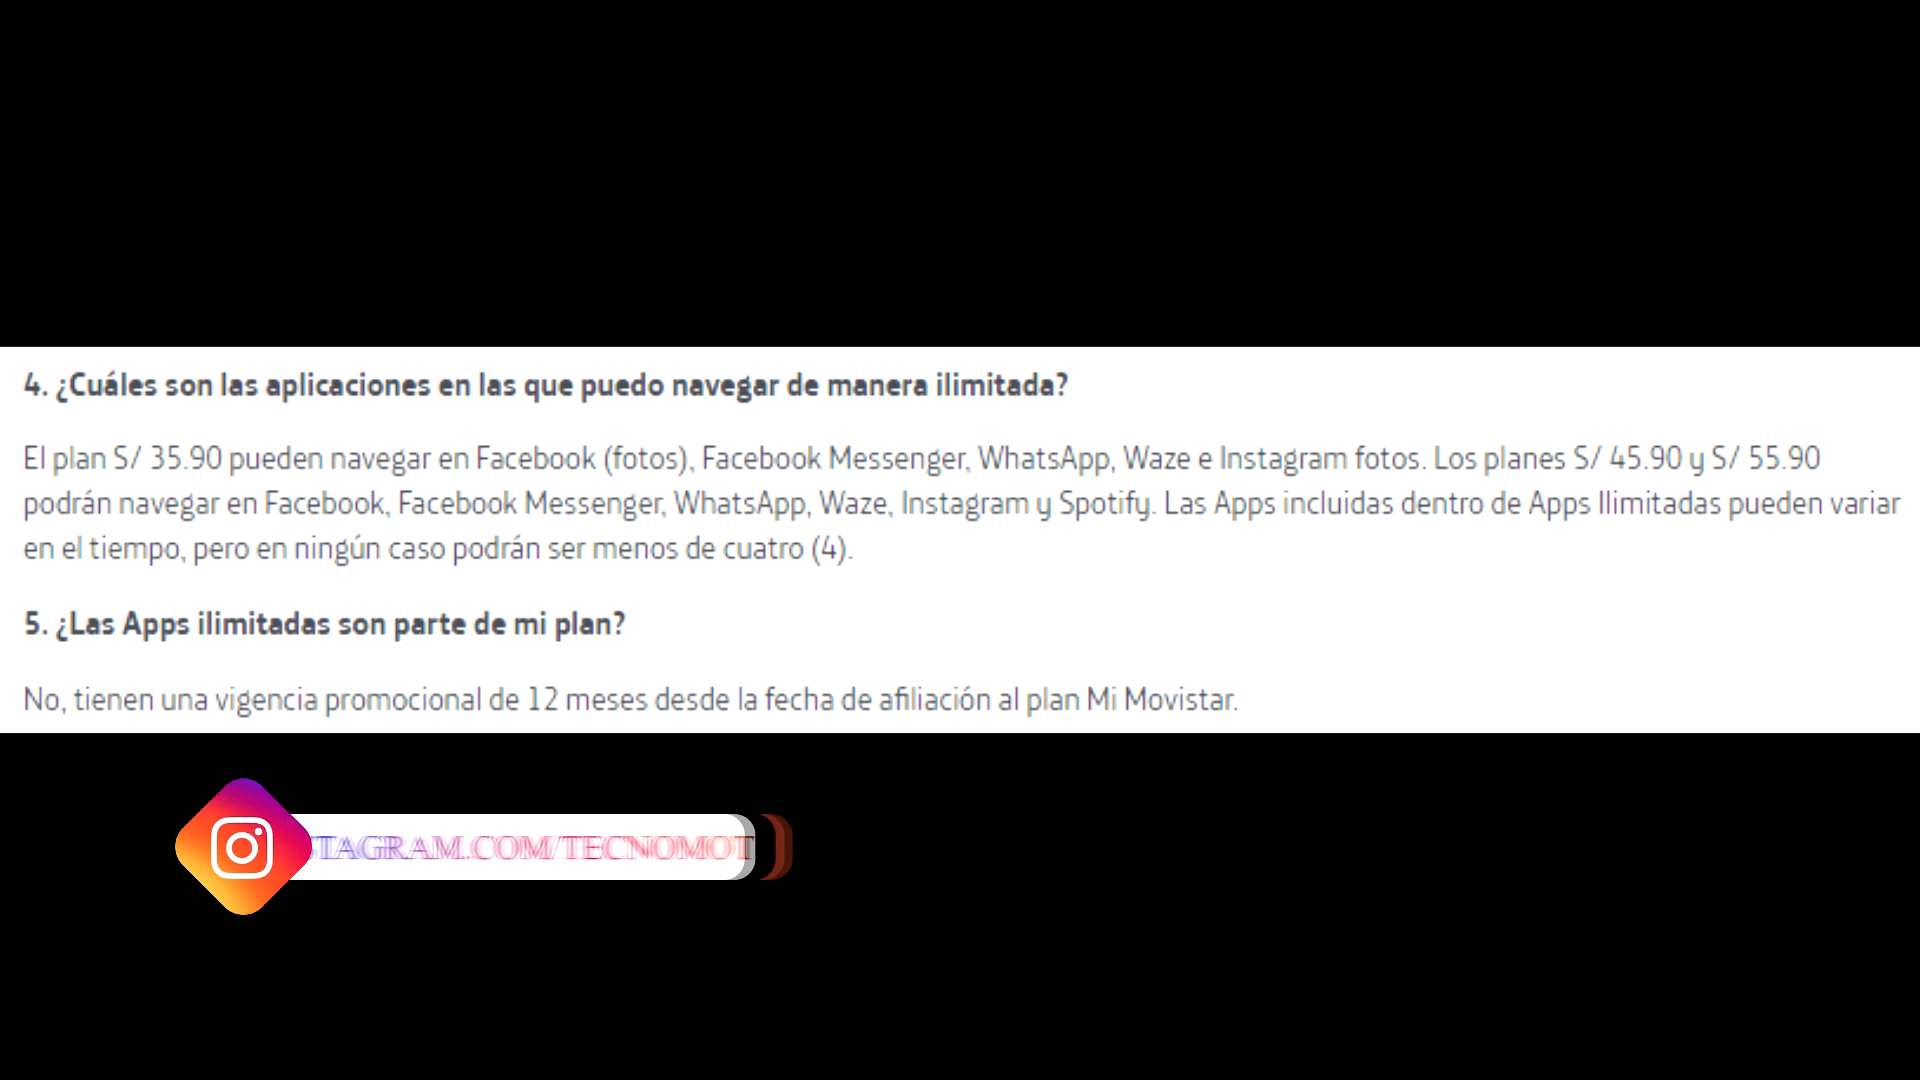 4. ¿Cuáles son las aplicaciones en las que puedo navegar de manera ilimitada?
El plan S/ 35.90 pueden navegar en Facebook (fotos), Facebook Messenger, WhatsApp, Waze e Instagram fotos. Los planes S/ 45.90 y S/ 55.90
podrán navegar en Facebook, Facebook Messenger, WhatsApp, Waze, Instagram y Spotify. Las Apps incluidas dentro de Apps Ilimitadas pueden variar
en el tiempo, pero en ningún caso podrán ser menos de cuatro (4).
5. ¿Las Apps ilimitadas son parte de mi plan?
No, tienen una vigencia promocional de 12 meses desde la fecha de afiliación al plan Mi Movistar.
STAGRAM.COM/TECNOMOT